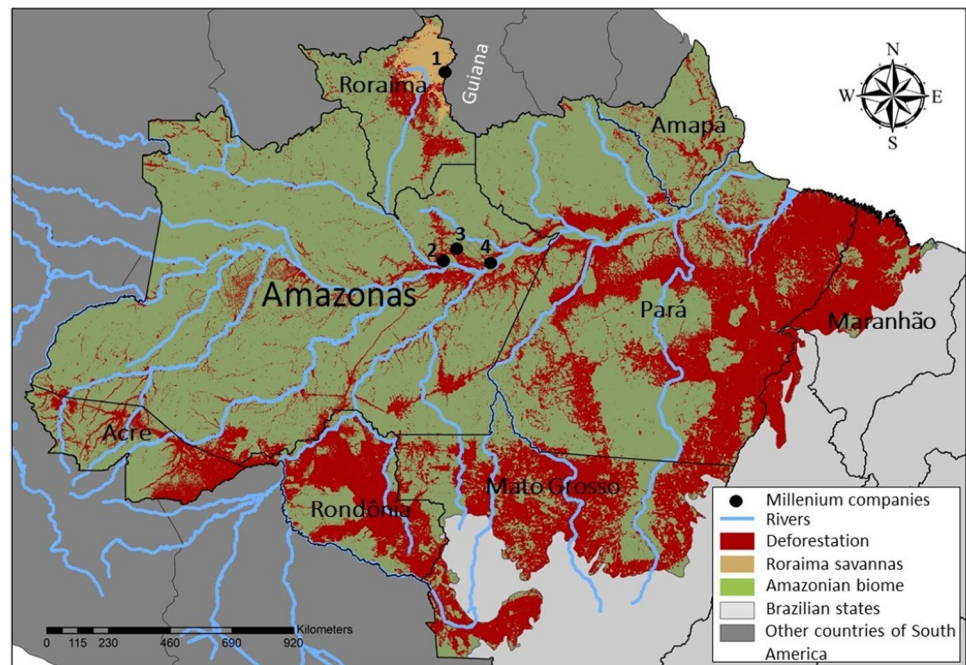 N
W E
S
1
Roraima
Guiana
Amapá
3
2
4
Amazonas
Pará
Maranhão
Acre
Mato Grosso
Rondônia
Millenium companies
Rivers
Deforestation
Roraima savannas
Amazonian biome
Brazilian states
Other countries of South
America
Kilometers
0 115 230 460 690 920